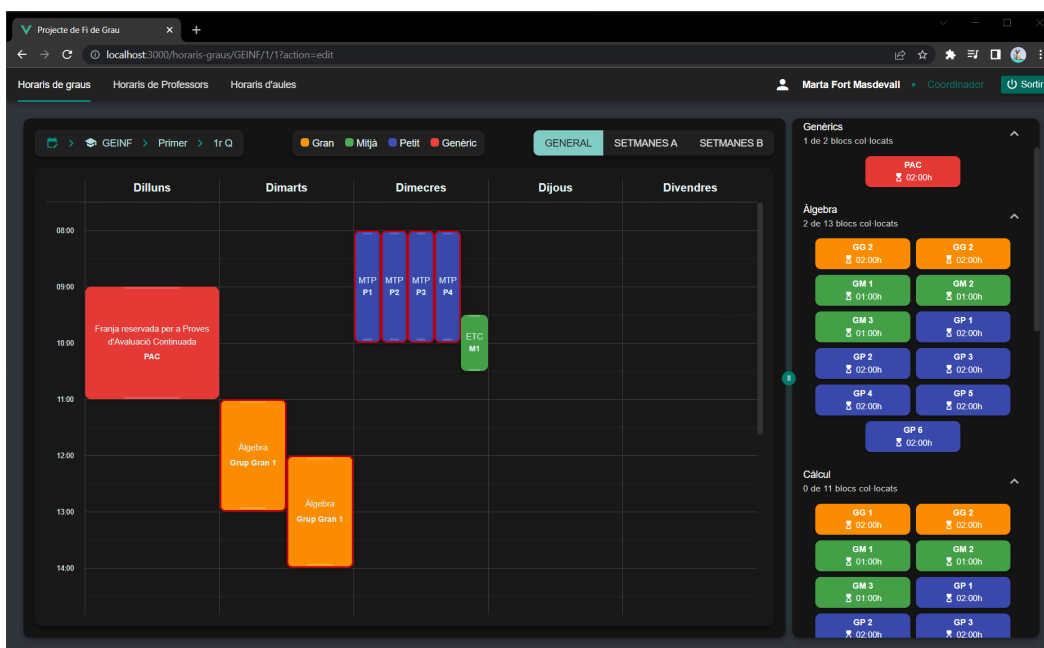 Projecte de Fi de Grau
localhost:3000/horaris-graus/GEINF/1/1?action=edit
Horaris de graus Horaris de Professors Horaris d'aules
Marta Fort Masdevall • Coordinador Sortir
GEINF > Primer > 1r Q
Gran Mitjà Petit Genèric
GENERAL SETMANES A SETMANES B
Dilluns Dimarts Dimecres Dijous Divendres
08:00
09:00
10:00
11:00
12:00
13:00
14:00
Franja reservada per a Proves
d'Avaluació Continuada
PAC
Àlgebra
Grup Gran 1
Àlgebra
Grup Gran 1
MTP MTP MTP MTP
P1 P2 P3 P4
ETC
M1
Genèrics
1 de 2 blocs col·locats
PAC
02:00h
Àlgebra
2 de 13 blocs col·locats
GG 2 GG 2
02:00h 02:00h
GM 1 GM 2
01:00h 01:00h
GM 3 GP 1
01:00h 02:00h
GP 2 GP 3
02:00h 02:00h
GP 4 GP 5
02:00h 02:00h
GP 6
02:00h
Càlcul
0 de 11 blocs col·locats
GG 1 GG 2
02:00h 02:00h
GM 1 GM 2
01:00h 01:00h
GM 3 GP 1
01:00h 02:00h
GP 2 GP 3
02:00h 02:00h